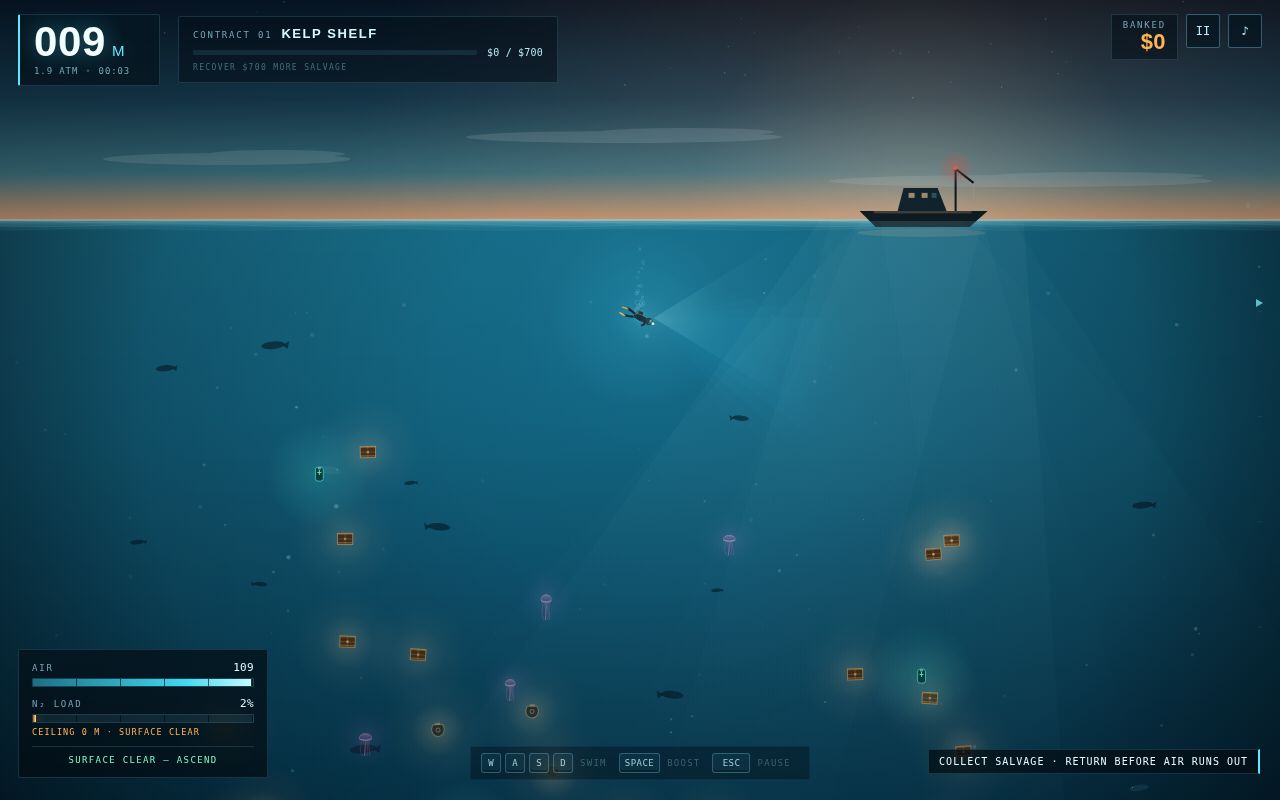 009 M
1.9 ATM · 00:03
CONTRACT 01 KELP SHELF
$0 / $700
RECOVER $700 MORE SALVAGE
BANKED
$0
II
♪
AIR 109
N₂ LOAD 2%
CEILING 0 M · SURFACE CLEAR
SURFACE CLEAR — ASCEND
W A S D SWIM SPACE BOOST ESC PAUSE
COLLECT SALVAGE · RETURN BEFORE AIR RUNS OUT